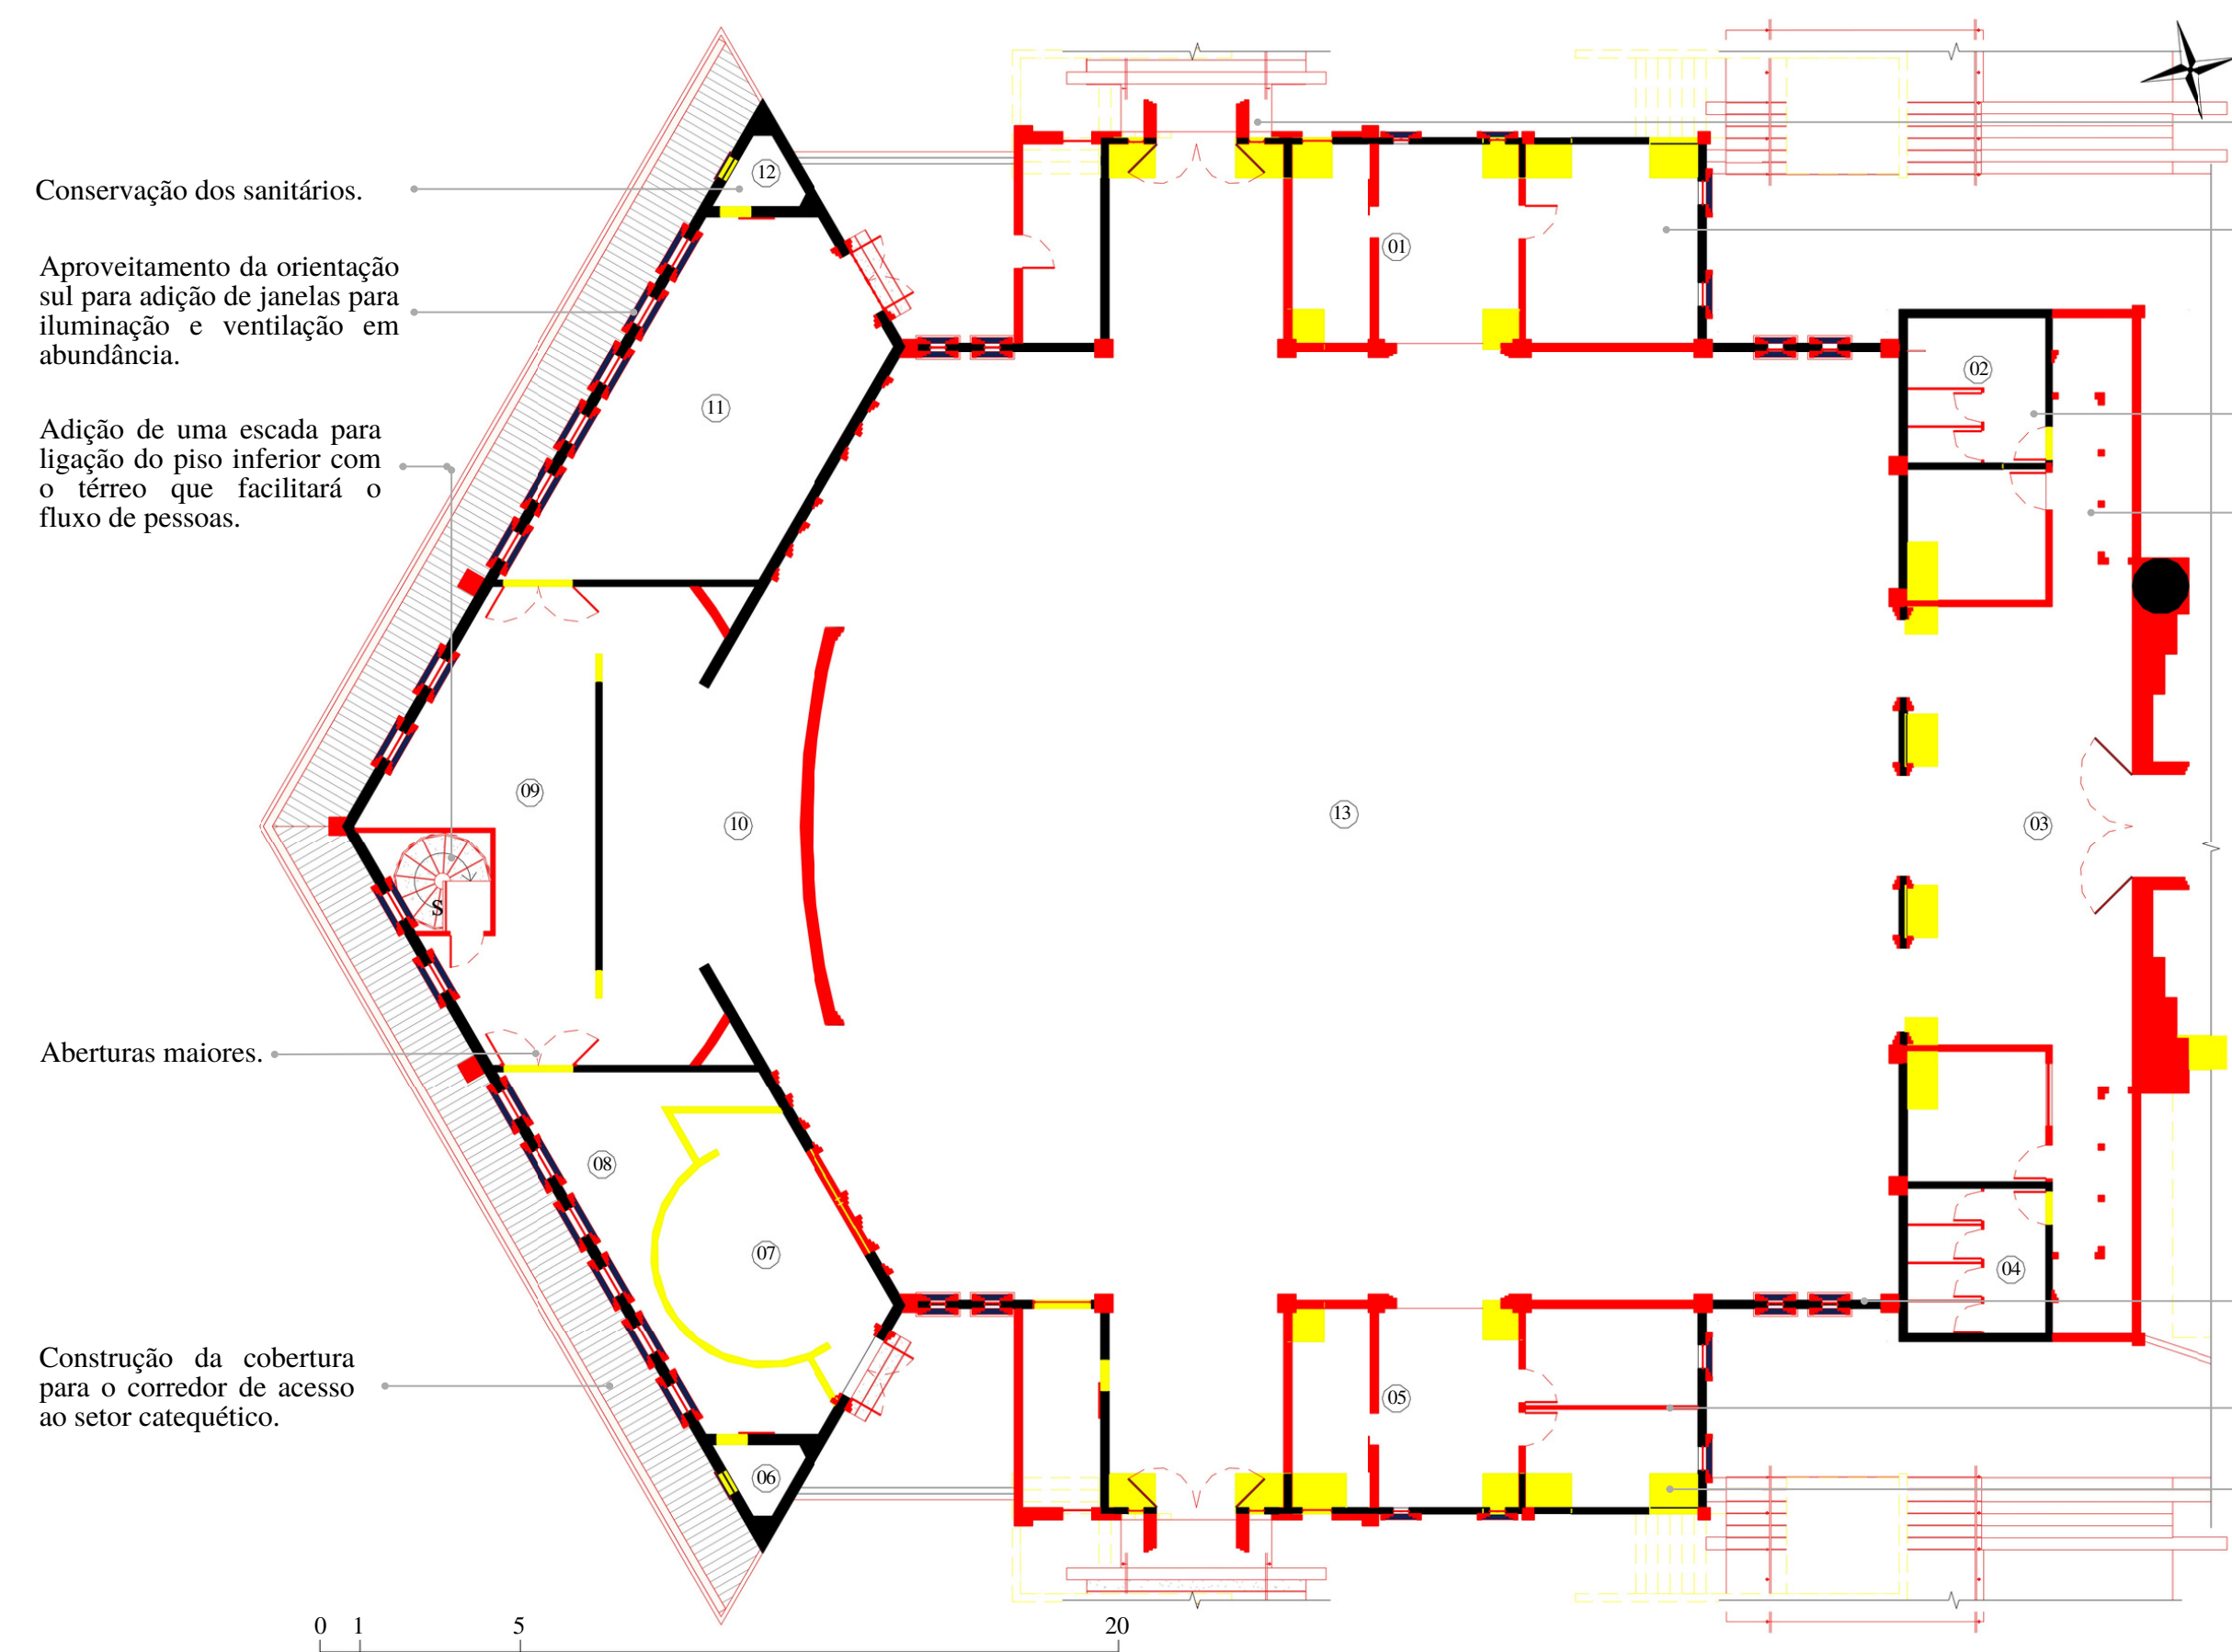 Conservação dos sanitários.
Aproveitamento da orientação
sul para adição de janelas para
iluminação e ventilação em
abundância.
Adição de uma escada para
ligação do piso inferior com
o térreo que facilitará o
fluxo de pessoas.
Aberturas maiores.
Construção da cobertura
para o corredor de acesso
ao setor catequético.
12
01
02
11
09
10
13
03
S
08
07
04
05
06
0 1 5 20